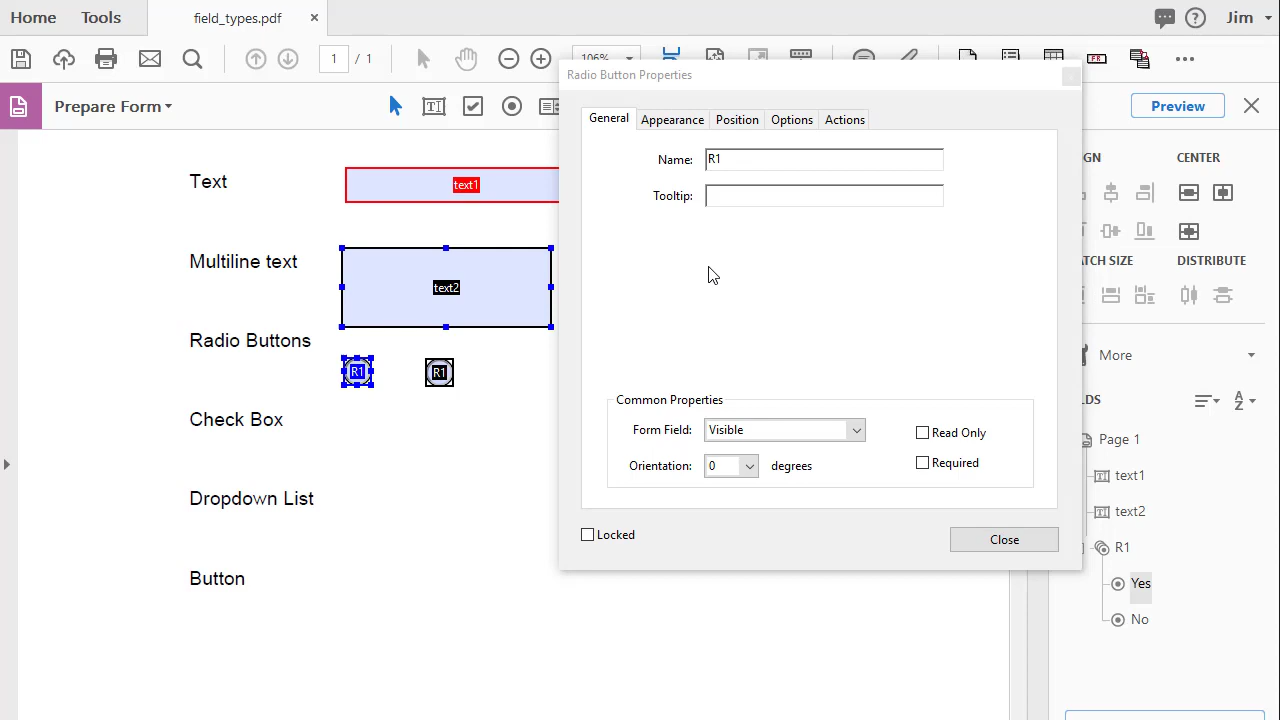 Home Tools field_types.pdf × Jim
1 / 1 106%
Radio Button Properties
Prepare Form Preview
General Appearance Position Options Actions
Name: R1
Tooltip:
Common Properties
Form Field: Visible Read Only
Orientation: 0 degrees Required
Locked Close
Text text1
Multiline text text2
Radio Buttons R1 R1
Check Box
Dropdown List
Button
CENTER
DISTRIBUTE
More
Page 1
text1
text2
R1
Yes
No